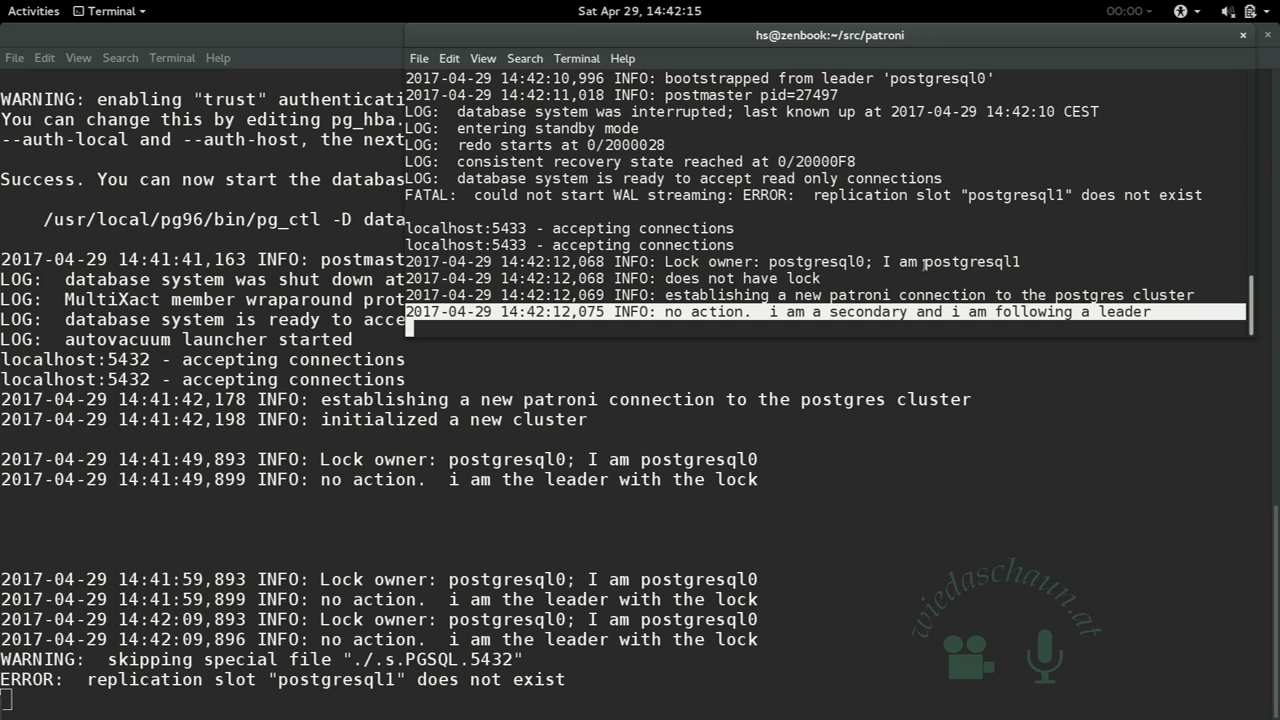 Activities Terminal Sat Apr 29, 14:42:15 00:00
hs@zenbook:~/src/patroni ×
File Edit View Search Terminal Help
2017-04-29 14:42:10,996 INFO: bootstrapped from leader 'postgresql0'
2017-04-29 14:42:11,018 INFO: postmaster pid=27497
LOG:  database system was interrupted; last known up at 2017-04-29 14:42:10 CEST
LOG:  entering standby mode
LOG:  redo starts at 0/2000028
LOG:  consistent recovery state reached at 0/20000F8
LOG:  database system is ready to accept read only connections
FATAL:  could not start WAL streaming: ERROR:  replication slot "postgresql1" does not exist
localhost:5433 - accepting connections
localhost:5433 - accepting connections
2017-04-29 14:42:12,068 INFO: Lock owner: postgresql0; I am postgresql1
2017-04-29 14:42:12,068 INFO: does not have lock
2017-04-29 14:42:12,069 INFO: establishing a new patroni connection to the postgres cluster
2017-04-29 14:42:12,075 INFO: no action.  i am a secondary and i am following a leader
File Edit View Search Terminal Help
WARNING: enabling "trust" authenticati
You can change this by editing pg_hba.
--auth-local and --auth-host, the next
Success. You can now start the databas
/usr/local/pg96/bin/pg_ctl -D data
2017-04-29 14:41:41,163 INFO: postmast
LOG:  database system was shut down at
LOG:  MultiXact member wraparound prot
LOG:  database system is ready to acce
LOG:  autovacuum launcher started
localhost:5432 - accepting connections
localhost:5432 - accepting connections
2017-04-29 14:41:42,178 INFO: establishing a new patroni connection to the postgres cluster
2017-04-29 14:41:42,198 INFO: initialized a new cluster
2017-04-29 14:41:49,893 INFO: Lock owner: postgresql0; I am postgresql0
2017-04-29 14:41:49,899 INFO: no action.  i am the leader with the lock
2017-04-29 14:41:59,893 INFO: Lock owner: postgresql0; I am postgresql0
2017-04-29 14:41:59,899 INFO: no action.  i am the leader with the lock
2017-04-29 14:42:09,893 INFO: Lock owner: postgresql0; I am postgresql0
2017-04-29 14:42:09,896 INFO: no action.  i am the leader with the lock
WARNING:  skipping special file "./.s.PGSQL.5432"
ERROR:  replication slot "postgresql1" does not exist
wiedaschaun.at